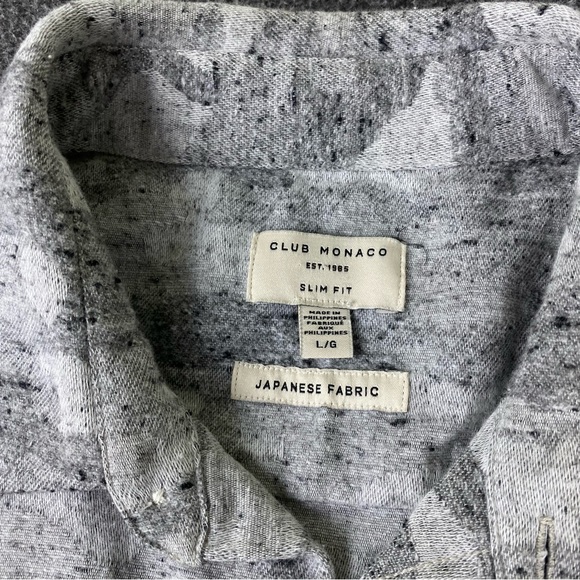 CLUB MONACO
EST. 1985
SLIM FIT
MADE IN
PHILIPPINES
FABRIQUÉ
AUX
PHILIPPINES
L/G
JAPANESE FABRIC